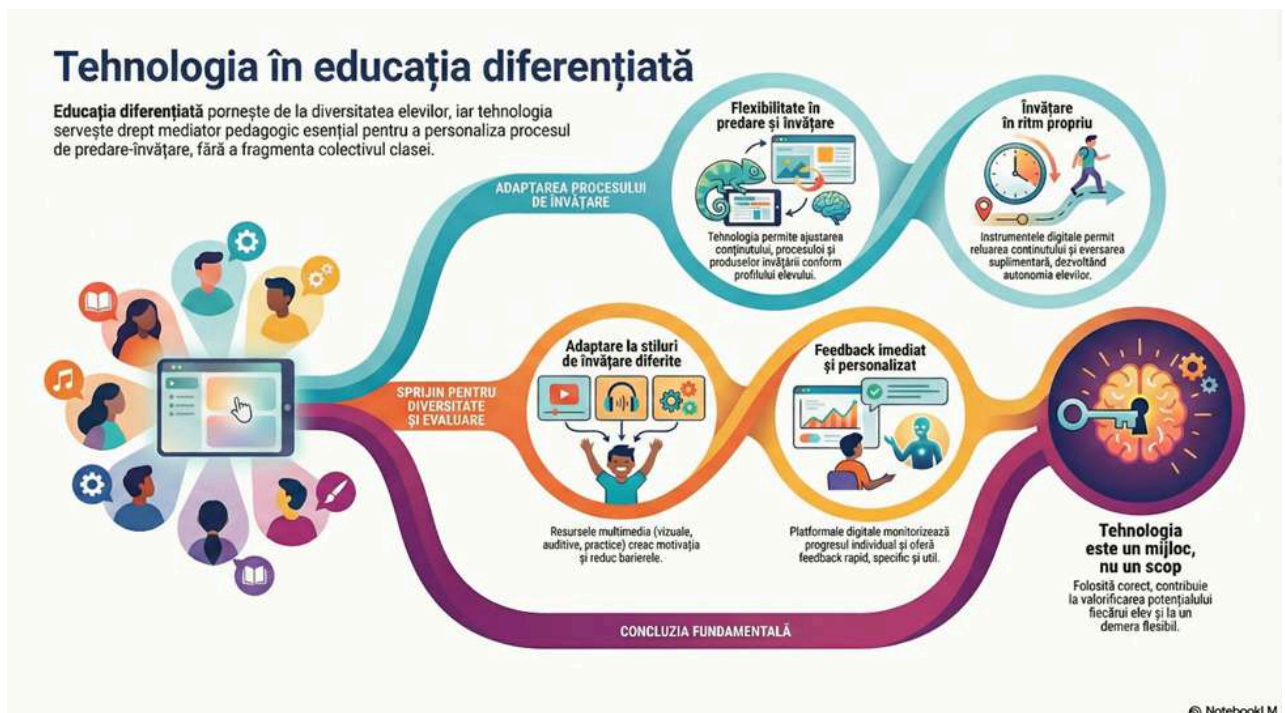 Tehnologia în educația diferențiată
Educația diferențiată pornește de la diversitatea elevilor, iar tehnologia
servește drept mediator pedagogic esențial pentru a personaliza procesul
de predare-învățare, fără a fragmenta colectivul clasei.
ADAPTAREA PROCESULUI
DE ÎNVĂȚARE
Flexibilitate în
predare și învățare
Tehnologia permite ajustarea
conținutului, procesuloi și
produselor invățării conform
profilului elevului.
Învățare
în ritm propriu
Instrumentele digitale permit
reluarea conținutului și eversarea
suplimentară, dezvoltând
autonomia elevilor.
SPRIJIN PENTRU
DIVERSITATE
ȘI EVALUARE
Adaptare la stiluri
de învățare diferite
Resursele multimedia (vizuale,
auditive, practice) creac motivația
și reduc barierele.
Feedback imediat
și personalizat
Platformale digitale monitorizează
progresul individual și oferă
feedback rapid, specific și util.
Tehnologia
este un mijloc,
nu un scop
Folosită corect, contribuie
la valorificarea potențialului
fiecărui elev și la un
demera flesibil.
CONCLUZIA FUNDAMENTALĂ
NotebookLM